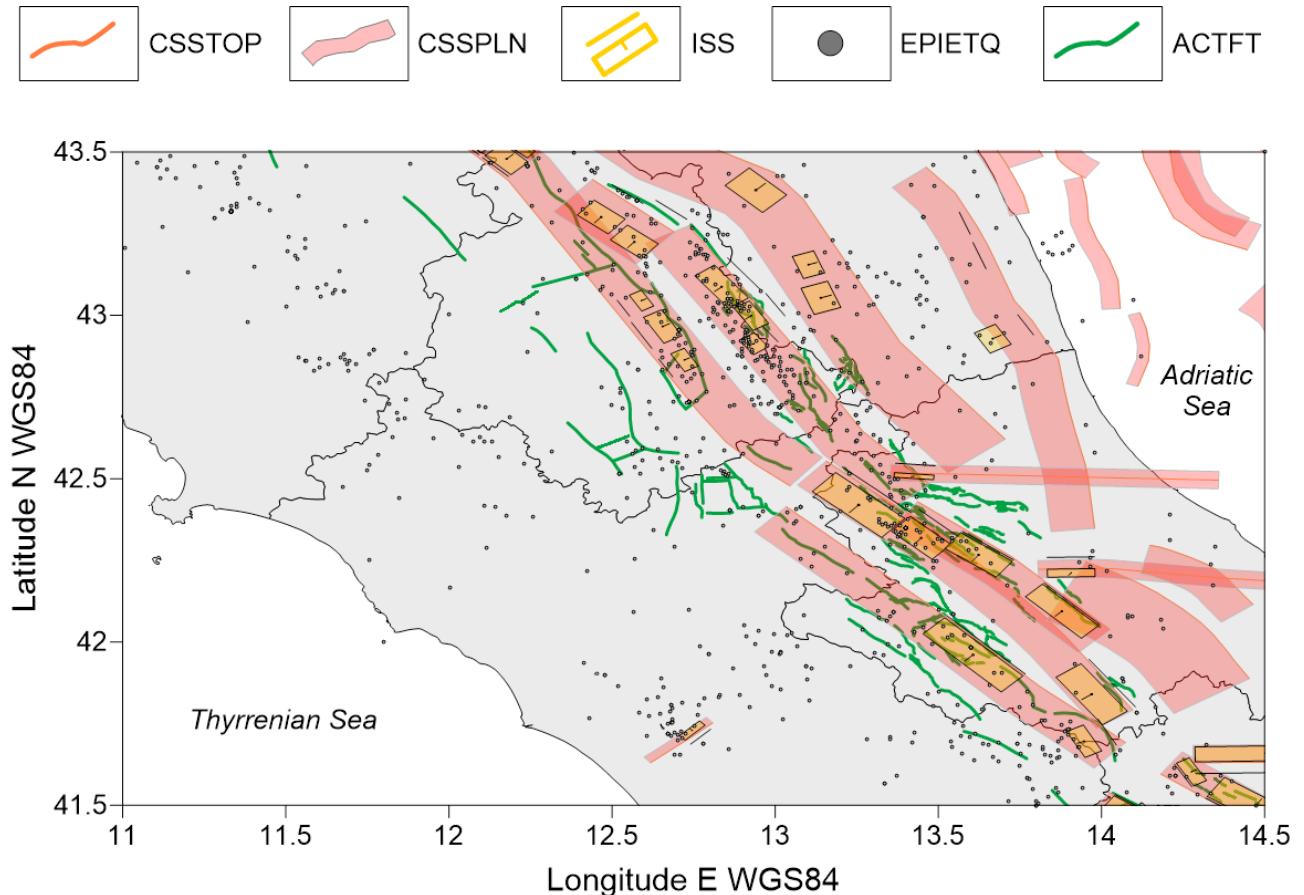 CSSTOP CSSPLN ISS EPIETQ ACTFT
43.5
43
42.5
42
41.5
Latitude N WGS84
Adriatic
Sea
Thyrrenian Sea
11 11.5 12 12.5 13 13.5 14 14.5
Longitude E WGS84